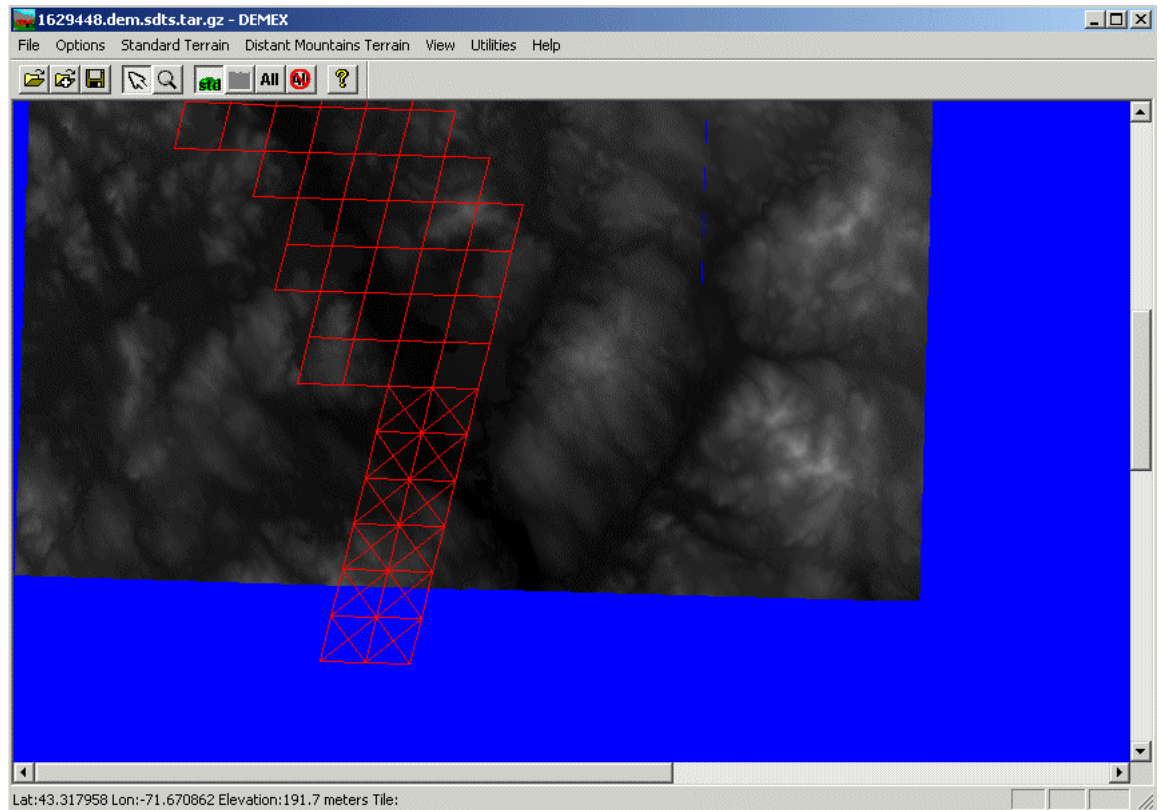 1629448.dem.sdts.tar.gz - DEMEX
File Options Standard Terrain Distant Mountains Terrain View Utilities Help
std All All ?
Lat:43.317958 Lon:-71.670862 Elevation:191.7 meters Tile: